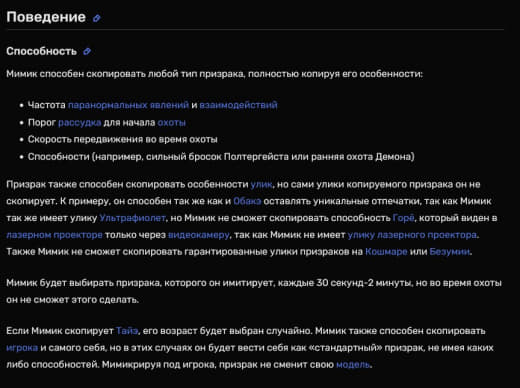 Поведение
Способность
Мимик способен скопировать любой тип призрака, полностью копируя его особенности:
• Частота паранормальных явлений и взаимодействий
• Порог рассудка для начала охоты
• Скорость передвижения во время охоты
• Способности (например, сильный бросок Полтергейста или ранняя охота Демона)
Призрак также способен скопировать особенности улик, но сами улики копируемого призрака он не
скопирует. К примеру, он способен так же как и Обакэ оставлять уникальные отпечатки, так как Мимик
так же имеет улику Ультрафиолет, но Мимик не сможет скопировать способность Горё, который виден в
лазерном проекторе только через видеокамеру, так как Мимик не имеет улику лазерного проектора.
Также Мимик не сможет скопировать гарантированные улики призраков на Кошмаре или Безумии.
Мимик будет выбирать призрака, которого он имитирует, каждые 30 секунд-2 минуты, но во время охоты
он не сможет этого сделать.
Если Мимик скопирует Тайэ, его возраст будет выбран случайно. Мимик также способен скопировать
игрока и самого себя, но в этих случаях он будет вести себя как «стандартный» призрак, не имея каких
либо способностей. Мимикрируя под игрока, призрак не сменит свою модель.